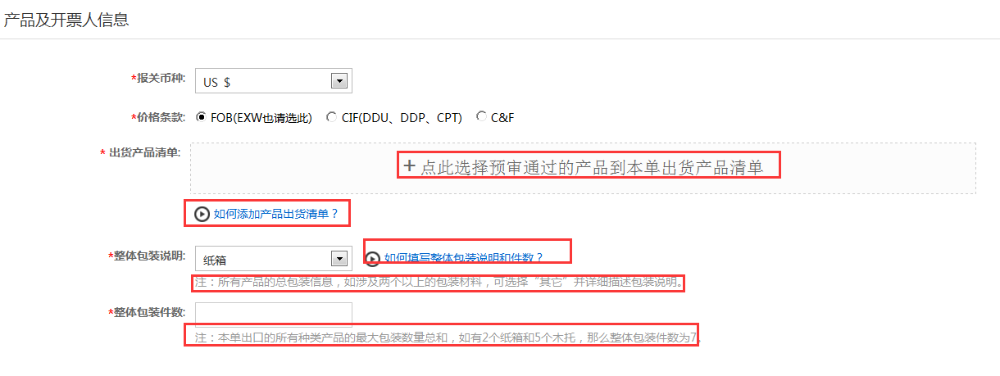 产品及开票人信息
*报关币种: US $
*价格条款: FOB(EXW也请选此) CIF(DDU、DDP、CPT) C&F
* 出货产品清单: +点此选择预审通过的产品到本单出货产品清单
如何添加产品出货清单？
*整体包装说明: 纸箱 如何填写整体包装说明和件数？
注：所有产品的总包装信息，如涉及两个以上的包装材料，可选择“其它”并详细描述包装说明。
*整体包装件数:
注：本单出口的所有种类产品的最大包装数量总和，如有2个纸箱和5个木托，那么整体包装件数为7。